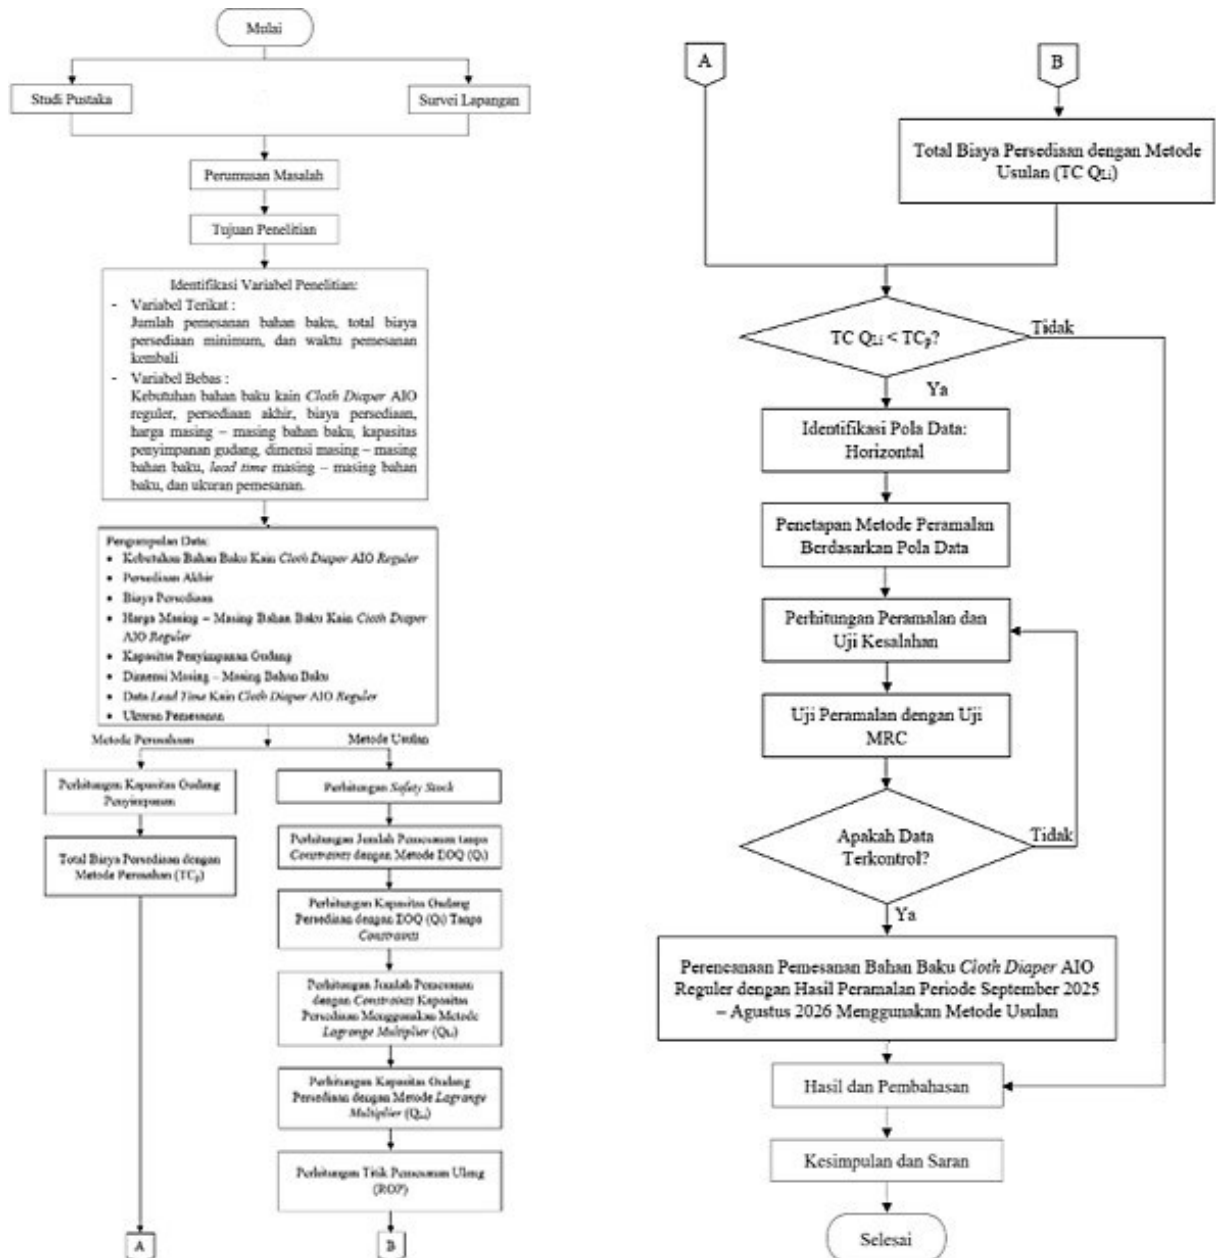 Mulai
Studi Pustaka
Survei Lapangan
Perumusan Masalah
Tujuan Penelitian
Identifikasi Variabel Penelitian:
- Variabel Terikat :
Jumlah pemesanan bahan baku, total biaya
persediaan minimum, dan waktu pemesanan
kembali
- Variabel Bebas :
Kebutuhan bahan baku kain Cloth Diaper AIO
reguler, persediaan akhir, biaya persediaan,
harga masing – masing bahan baku, kapasitas
penyimpanan gudang, dimensi masing – masing
bahan baku, lead time masing – masing bahan
baku, dan ukuran pemesanan.
Pengumpulan Data:
• Kebutuhan Bahan Baku Kain Cloth Diaper AIO Reguler
• Persediaan Akhir
• Biaya Persediaan
• Harga Masing – Masing Bahan Baku Kain Cloth Diaper
AIO Reguler
• Kapasitas Penyimpanan Gudang
• Dimensi Masing – Masing Bahan Baku
• Data Lead Time Kain Cloth Diaper AIO Reguler
• Ukuran Pemesanan
Metode Perusahaan
Metode Usulan
Perhitungan Kapasitas Gudang
Penyimpanan
Total Biaya Persediaan dengan
Metode Perusahan (TCp)
A
Perhitungan Safety Stock
Perhitungan Jumlah Pemesanan tanpa
Constraints dengan Metode EOQ (Qi)
Perhitungan Kapasitas Gudang
Persediaan dengan EOQ (Qi) Tanpa
Constraints
Perhitungan Jumlah Pemesanan
dengan Constraints Kapasitas
Persediaan Menggunakan Metode
Lagrange Multiplier (QLi)
Perhitungan Kapasitas Gudang
Persediaan dengan Metode Lagrange
Multiplier (QLi)
Perhitungan Titik Pemesanan Ulang
(ROP)
B
A
B
Total Biaya Persediaan dengan Metode
Usulan (TC QLi)
TC QLi < TCp?
Tidak
Ya
Identifikasi Pola Data:
Horizontal
Penetapan Metode Peramalan
Berdasarkan Pola Data
Perhitungan Peramalan dan
Uji Kesalahan
Uji Peramalan dengan Uji
MRC
Apakah Data
Terkontrol?
Tidak
Ya
Perencanaan Pemesanan Bahan Baku Cloth Diaper AIO
Reguler dengan Hasil Peramalan Periode September 2025
– Agustus 2026 Menggunakan Metode Usulan
Hasil dan Pembahasan
Kesimpulan dan Saran
Selesai